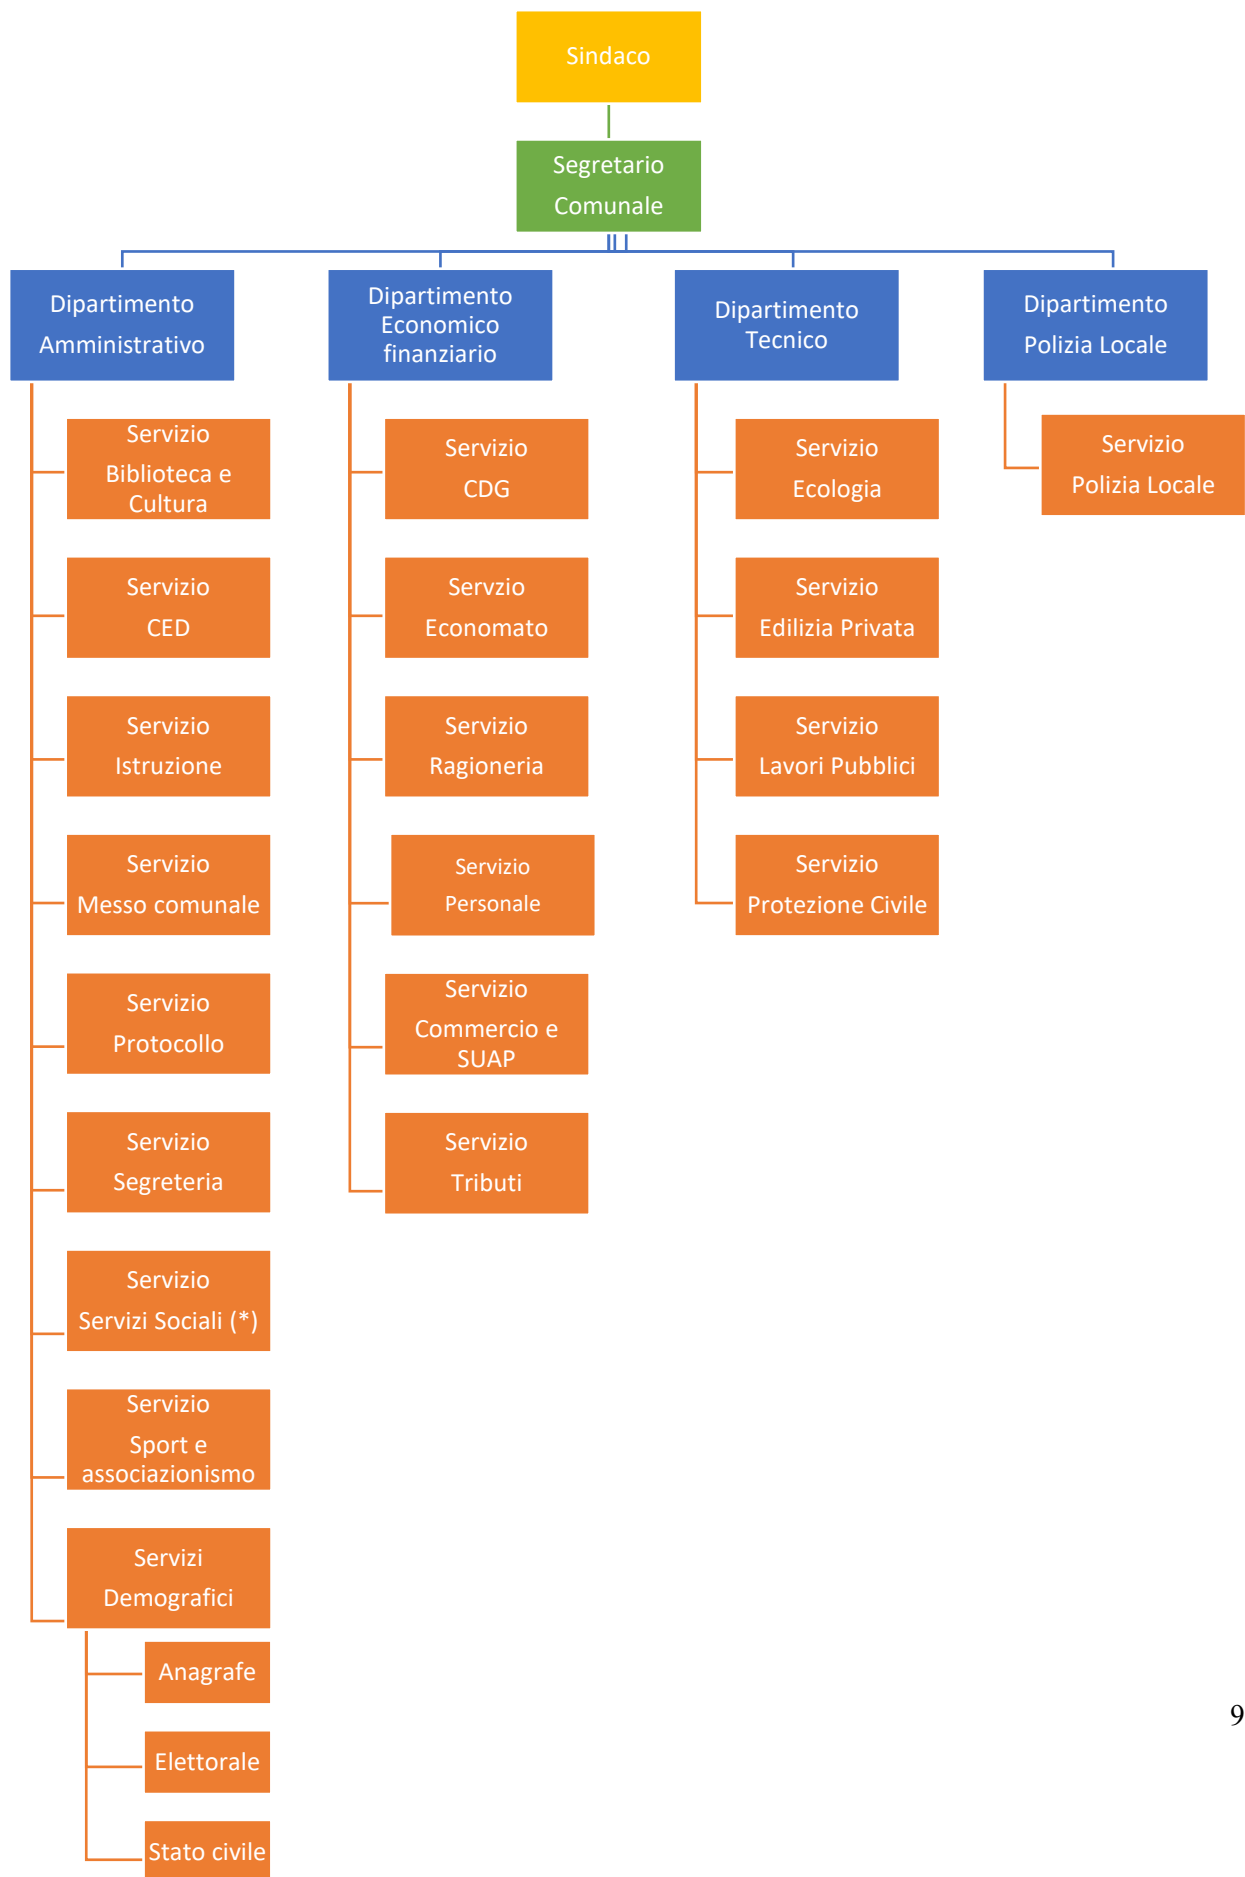 Sindaco
Segretario
Comunale
Dipartimento
Amministrativo
Servizio
Biblioteca e
Cultura
Servizio
CED
Servizio
Istruzione
Servizio
Messo comunale
Servizio
Protocollo
Servizio
Segreteria
Servizio
Servizi Sociali (*)
Servizio
Sport e
associazionismo
Servizi
Demografici
Anagrafe
Elettorale
Stato civile
Dipartimento
Economico
finanziario
Servizio
CDG
Servzio
Economato
Servizio
Ragioneria
Servizio
Personale
Servizio
Commercio e
SUAP
Servizio
Tributi
Dipartimento
Tecnico
Servizio
Ecologia
Servizio
Edilizia Privata
Servizio
Lavori Pubblici
Servizio
Protezione Civile
Dipartimento
Polizia Locale
Servizio
Polizia Locale
9